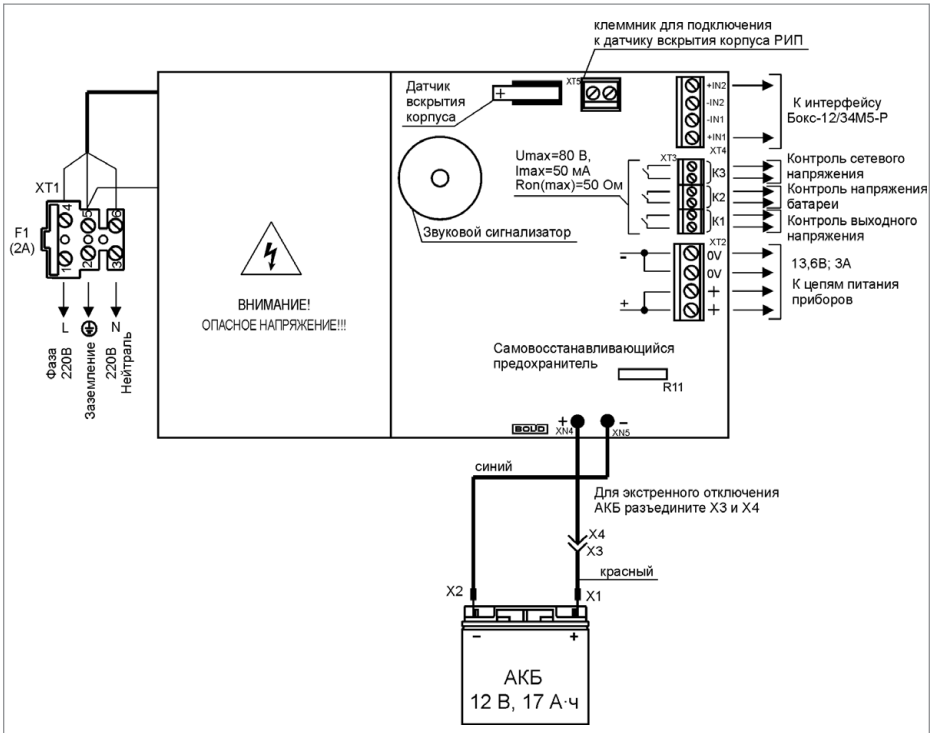 клеммник для подключения
к датчику вскрытия корпуса РИП
Датчик
вскрытия
корпуса
+
XT5
+IN2
-IN2
-IN1
+IN1
XT4
К интерфейсу
Бокс-12/34М5-Р
Umax=80 В,
Imax=50 мА
Ron(max)=50 Ом
XT3
К3
К2
К1
Контроль сетевого
напряжения
Контроль напряжения
батареи
Контроль выходного
напряжения
Звуковой сигнализатор
XT2
0V
0V
+
+
-
+
13,6В; 3А
К цепям питания
приборов
XT1
F1
(2А)
4
5
6
1
2
3
L
N
Фаза
220В
Заземление
220В
Нейтраль
ВНИМАНИЕ!
ОПАСНОЕ НАПРЯЖЕНИЕ!!!
Самовосстанавливающийся
предохранитель
R11
BOLID
+
XN4
–
XN5
синий
Для экстренного отключения
АКБ разъедините X3 и X4
X4
X3
красный
X2
X1
–
+
АКБ
12 В, 17 А·ч